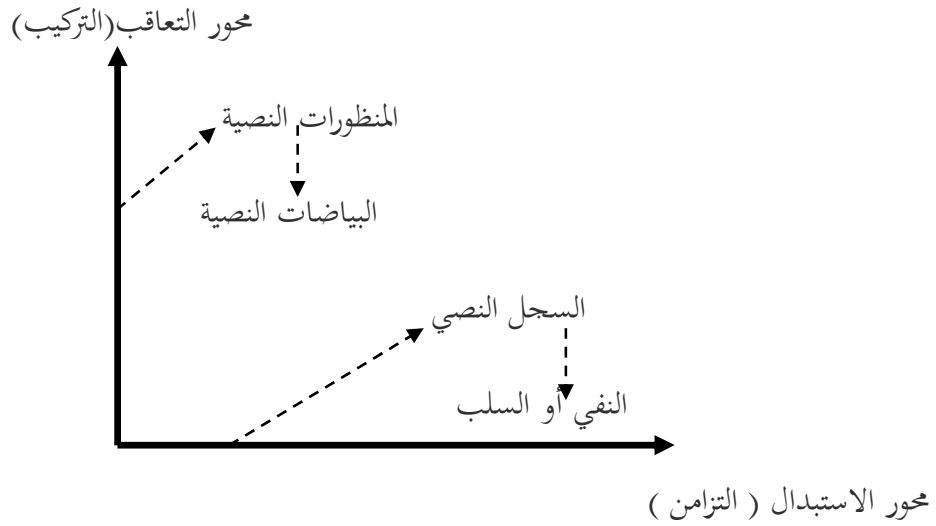 محور التعاقب(التركيب)
المنظورات النصية
البياضات النصية
السجل النصي
النفي أو السلب
محور الاستبدال ( التزامن )